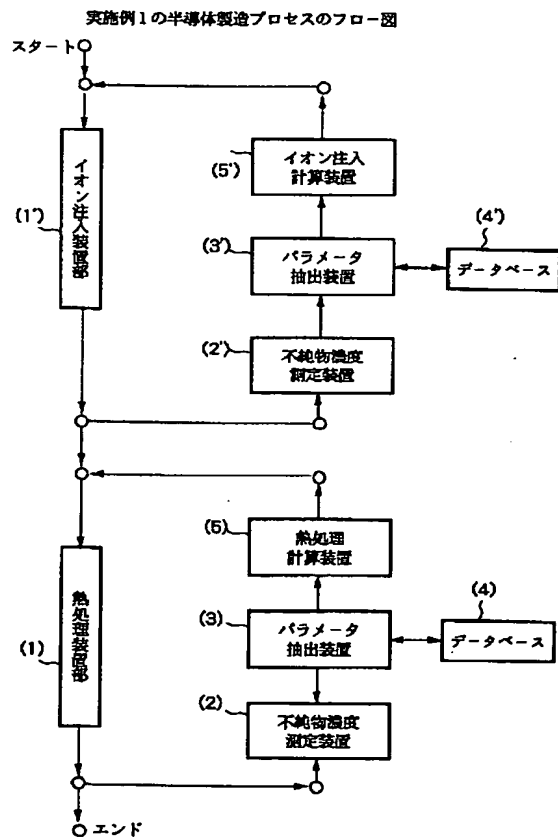 実施例1の半導体製造プロセスのフロー図
スタート
(1')
イオン注入装置部
(5')
イオン注入
計算装置
(3')
パラメータ
抽出装置
(4')
データベース
(2')
不純物濃度
測定装置
(1)
熱処理装置部
(5)
熱処理
計算装置
(3)
パラメータ
抽出装置
(4)
データベース
(2)
不純物濃度
測定装置
エンド